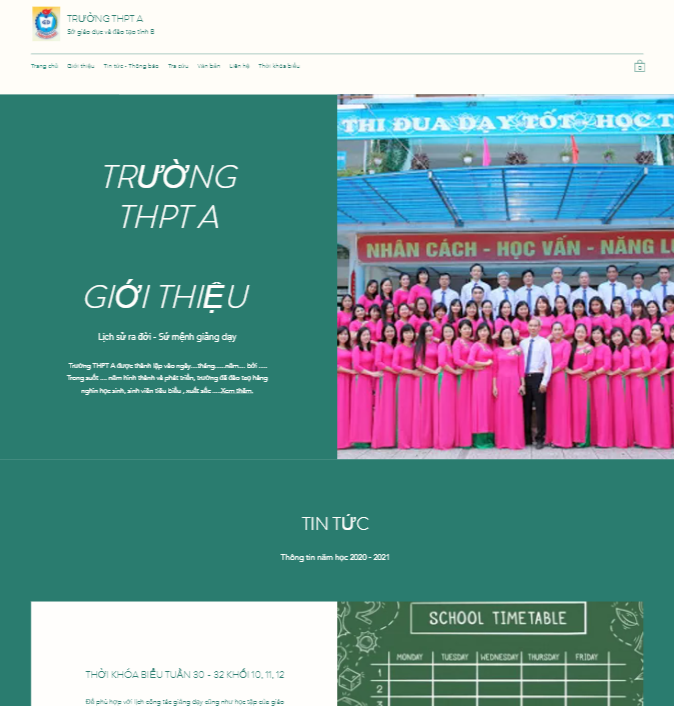 TRƯỜNG THPT A
Sở giáo dục và đào tạo tỉnh B
Trang chủ Giới thiệu Tin tức - Thông báo Tra cứu Văn bản Liên hệ Thời khóa biểu
0
TRƯỜNG
THPT A
GIỚI THIỆU
Lịch sử ra đời - Sứ mệnh giảng dạy
Trường THPT A được thành lập vào ngày.....tháng.......năm.... bởi .....
Trong suốt .... năm hình thành và phát triển, trường đã đào taọ hàng
nghìn học sinh, sinh viên tiêu biểu , xuất sắc .....Xem thêm.
THI ĐUA DẠY TỐT - HỌC T
NHÂN CÁCH - HỌC VẤN - NĂNG LỰ
TIN TỨC
Thông tin năm học 2020 - 2021
THỜI KHÓA BIỂU TUẦN 30 - 32 KHỐI 10, 11, 12
Để phù hợp với lịch công tác giảng dạy cũng như học tập của giáo
SCHOOL TIMETABLE
MONDAY TUESDAY WEDNESDAY THURSDAY FRIDAY
1
2
3